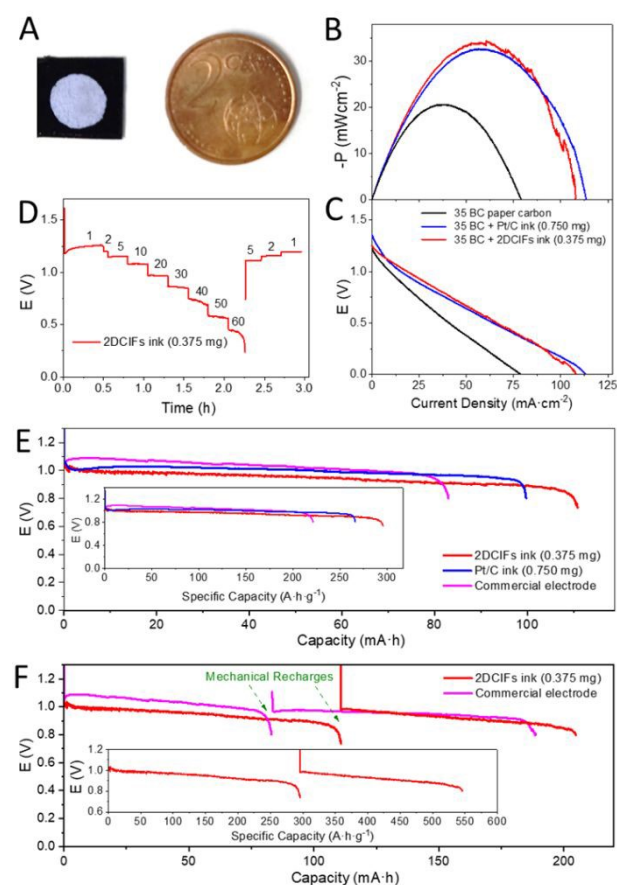 A
2
CA
B
-P (mWcm⁻²)
40
30
20
10
0
D
E (V)
1.5
1.0
0.5
0.0
1 2 5 10 20 30 40 50 60 5 2 1
2DCIFs ink (0.375 mg)
0.0 0.5 1.0 1.5 2.0 2.5 3.0
Time (h)
C
E (V)
1.5
1.0
0.5
0.0
35 BC paper carbon
35 BC + Pt/C ink (0.750 mg)
35 BC + 2DCIFs ink (0.375 mg)
0 25 50 75 100 125
Current Density (mA·cm⁻²)
E
E (V)
1.2
1.0
0.8
0.6
0.4
0.2
0.0
E (V)
1.2
0.8
0.4
0.0
0 50 100 150 200 250 300
Specific Capacity (A·h·g⁻¹)
2DCIFs ink (0.375 mg)
Pt/C ink (0.750 mg)
Commercial electrode
0 20 40 60 80 100
Capacity (mA·h)
F
E (V)
1.2
1.0
0.8
0.6
0.4
0.2
0.0
Mechanical Recharges
2DCIFs ink (0.375 mg)
Commercial electrode
E (V)
1.2
1.0
0.8
0.6
0 50 100 150 200 250 300 350 400 450 500 550 600
Specific Capacity (A·h·g⁻¹)
0 50 100 150 200
Capacity (mA·h)